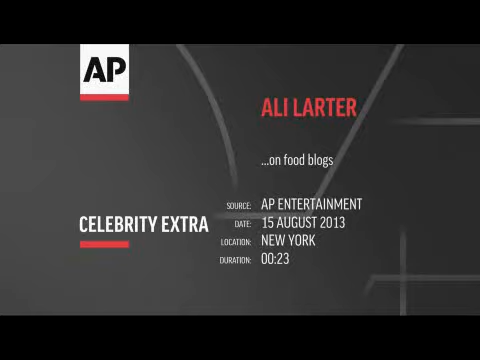 AP
ALI LARTER
...on food blogs
CELEBRITY EXTRA
SOURCE: AP ENTERTAINMENT
DATE: 15 AUGUST 2013
LOCATION: NEW YORK
DURATION: 00:23